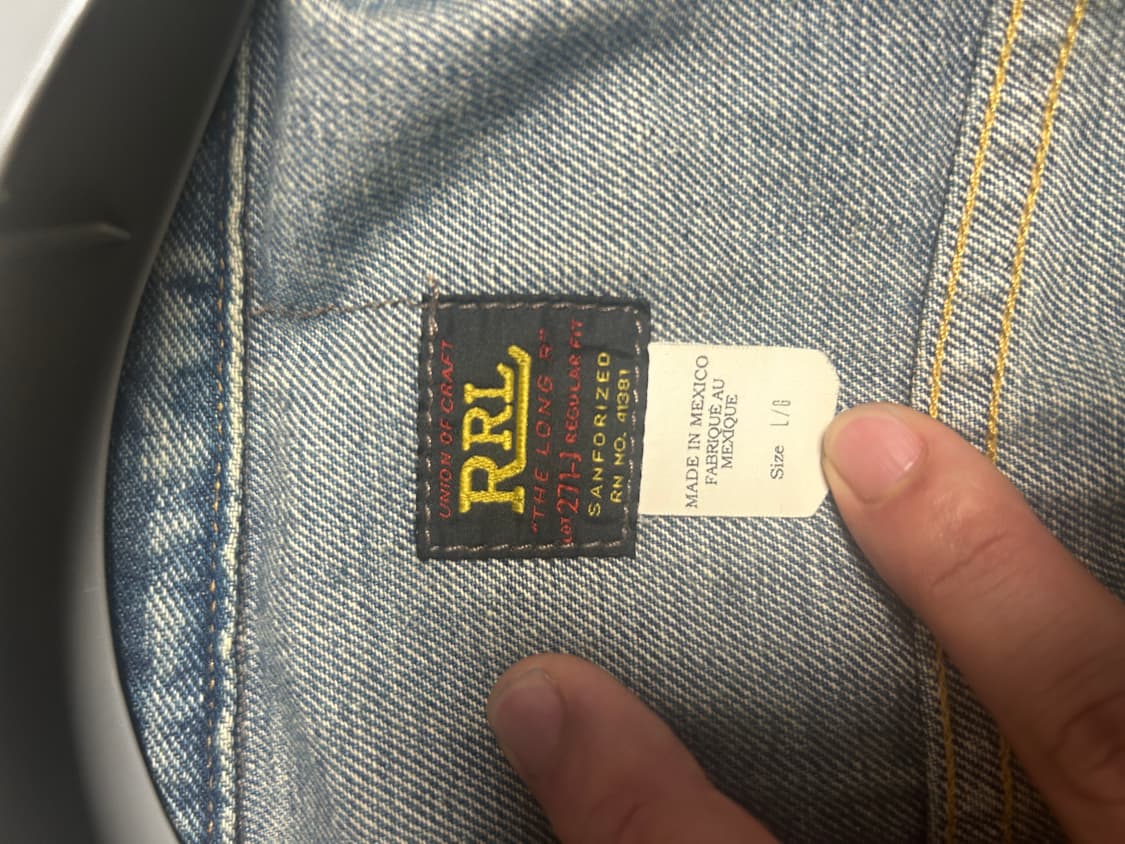 UNION OF CRAFT
RRL
"THE LONG R"
LOT 271-J REGULAR FIT
SANFORIZED
RN NO. 41381
MADE IN MEXICO
FABRIQUÉ AU
MEXIQUE
Size L/G